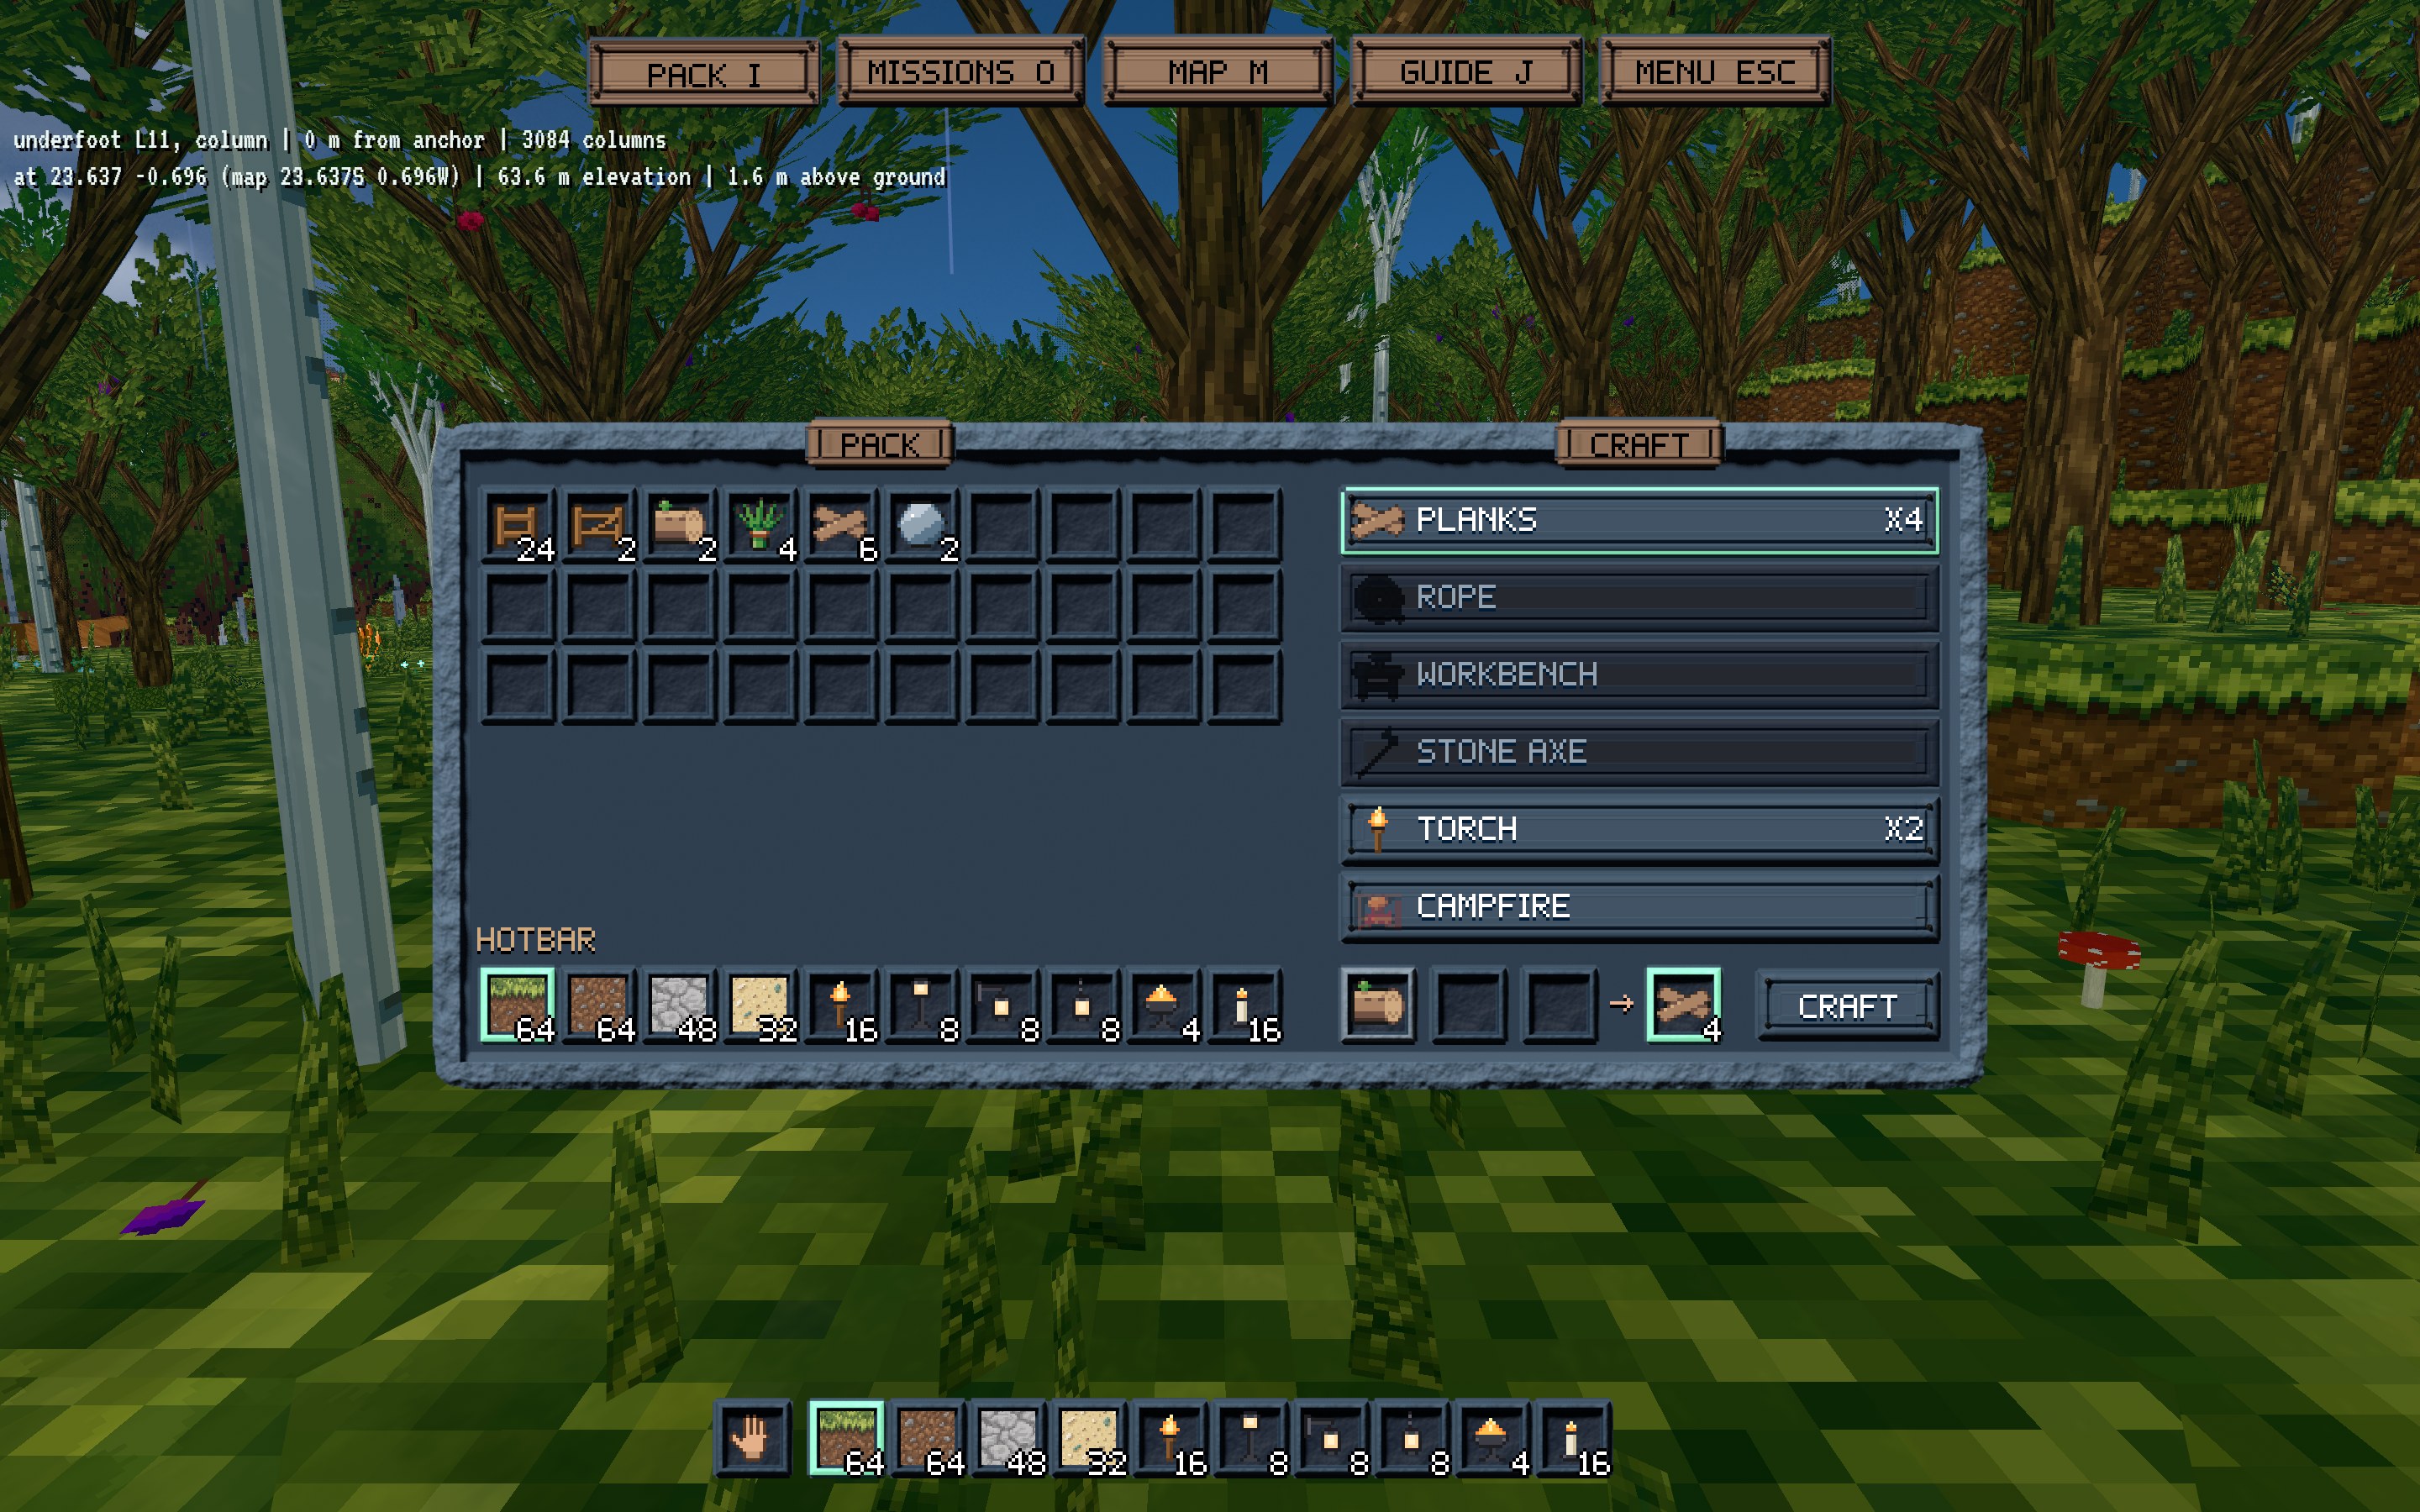 PACK I
MISSIONS O
MAP M
GUIDE J
MENU ESC
underfoot L11, column | 0 m from anchor | 3084 columns
at 23.637 -0.696 (map 23.637S 0.696W) | 63.6 m elevation | 1.6 m above ground
PACK
CRAFT
24
2
2
4
6
2
PLANKS X4
ROPE
WORKBENCH
STONE AXE
TORCH X2
CAMPFIRE
HOTBAR
64
64
48
32
16
8
8
8
4
16
4
CRAFT
64
64
48
32
16
8
8
8
4
16